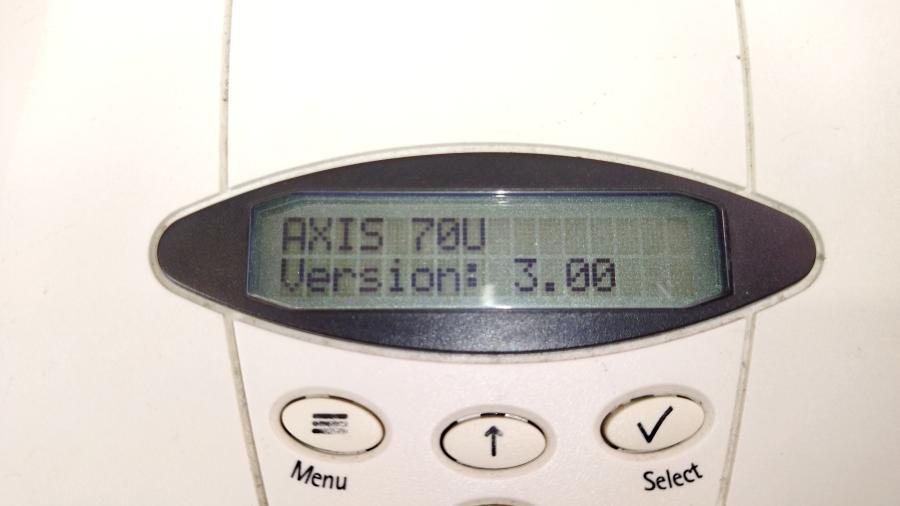 AXIS 70U
Version: 3.00
Menu
Select